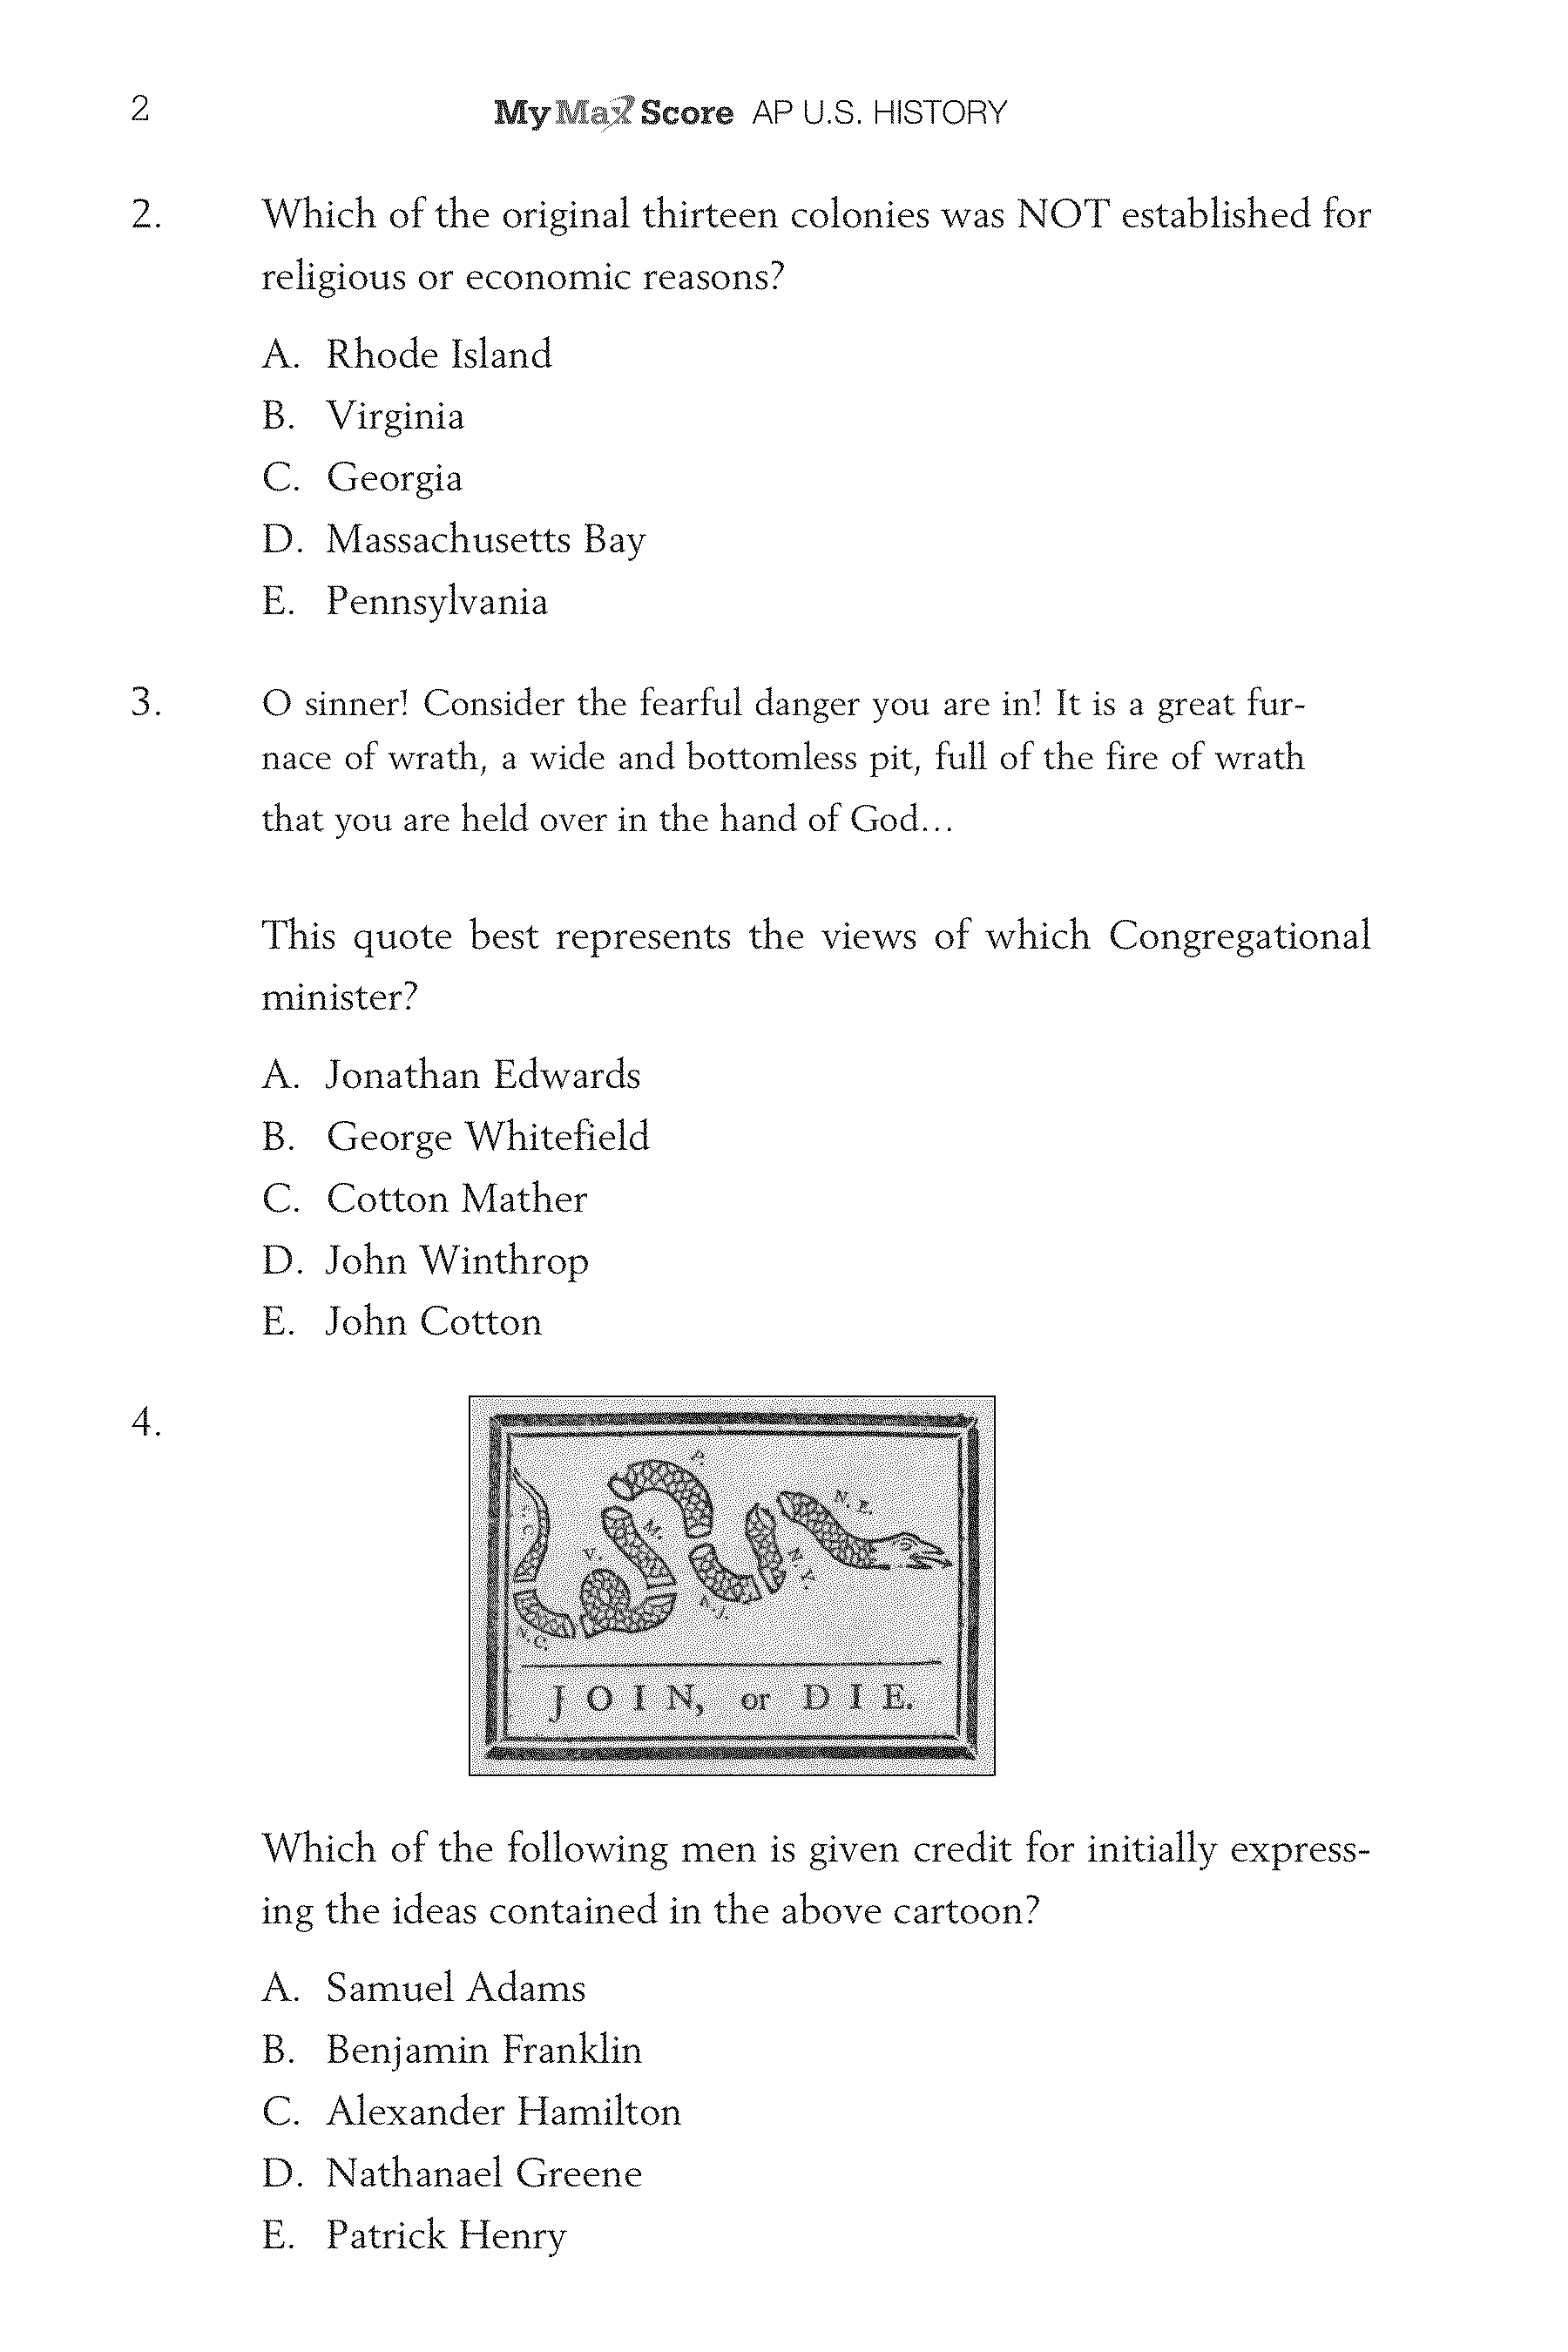 2 MyMaxScore AP U.S. HISTORY
2. Which of the original thirteen colonies was NOT established for
religious or economic reasons?
A. Rhode Island
B. Virginia
C. Georgia
D. Massachusetts Bay
E. Pennsylvania
3. O sinner! Consider the fearful danger you are in! It is a great fur-
nace of wrath, a wide and bottomless pit, full of the fire of wrath
that you are held over in the hand of God...
This quote best represents the views of which Congregational
minister?
A. Jonathan Edwards
B. George Whitefield
C. Cotton Mather
D. John Winthrop
E. John Cotton
4.
P.
N. E.
S. C.
M.
V.
N. Y.
N. J.
N. C.
JOIN, or DIE.
Which of the following men is given credit for initially express-
ing the ideas contained in the above cartoon?
A. Samuel Adams
B. Benjamin Franklin
C. Alexander Hamilton
D. Nathanael Greene
E. Patrick Henry